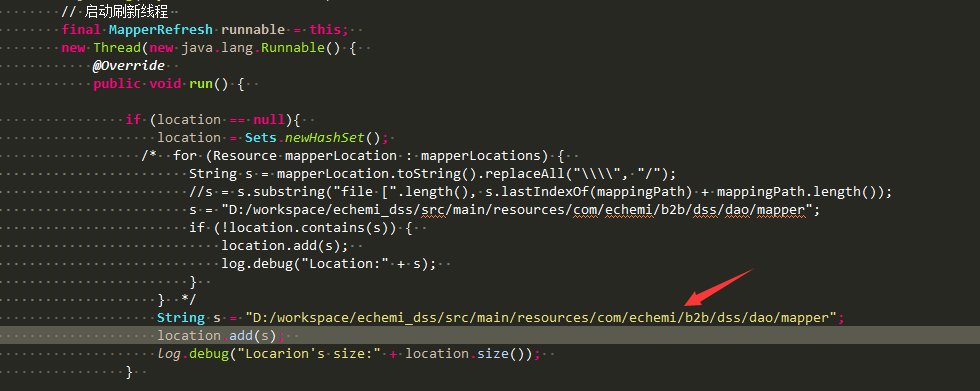 // 启动刷新线程
final MapperRefresh runnable = this;
new Thread(new java.lang.Runnable() {
@Override
public void run() {
if (location == null){
location = Sets.newHashSet();
/* for (Resource mapperLocation : mapperLocations) {
String s = mapperLocation.toString().replaceAll("\\\\", "/");
//s = s.substring("file [".length(), s.lastIndexOf(mappingPath) + mappingPath.length());
s = "D:/workspace/echemi_dss/src/main/resources/com/echemi/b2b/dss/dao/mapper";
if (!location.contains(s)) {
location.add(s);
log.debug("Location:" + s);
}
} */
String s = "D:/workspace/echemi_dss/src/main/resources/com/echemi/b2b/dss/dao/mapper";
location.add(s);
log.debug("Locarion's size:" + location.size());
}